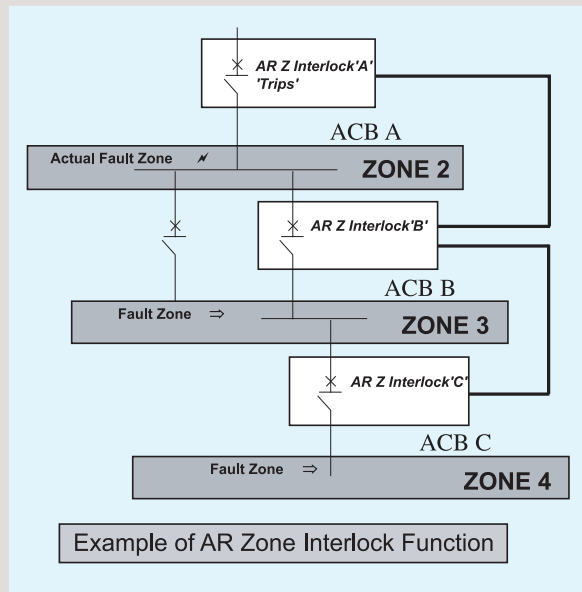 AR Z Interlock'A'
'Trips'
ACB A
Actual Fault Zone
ZONE 2
AR Z Interlock'B'
ACB B
Fault Zone ⇒
ZONE 3
AR Z Interlock'C'
ACB C
Fault Zone ⇒
ZONE 4
Example of AR Zone Interlock Function